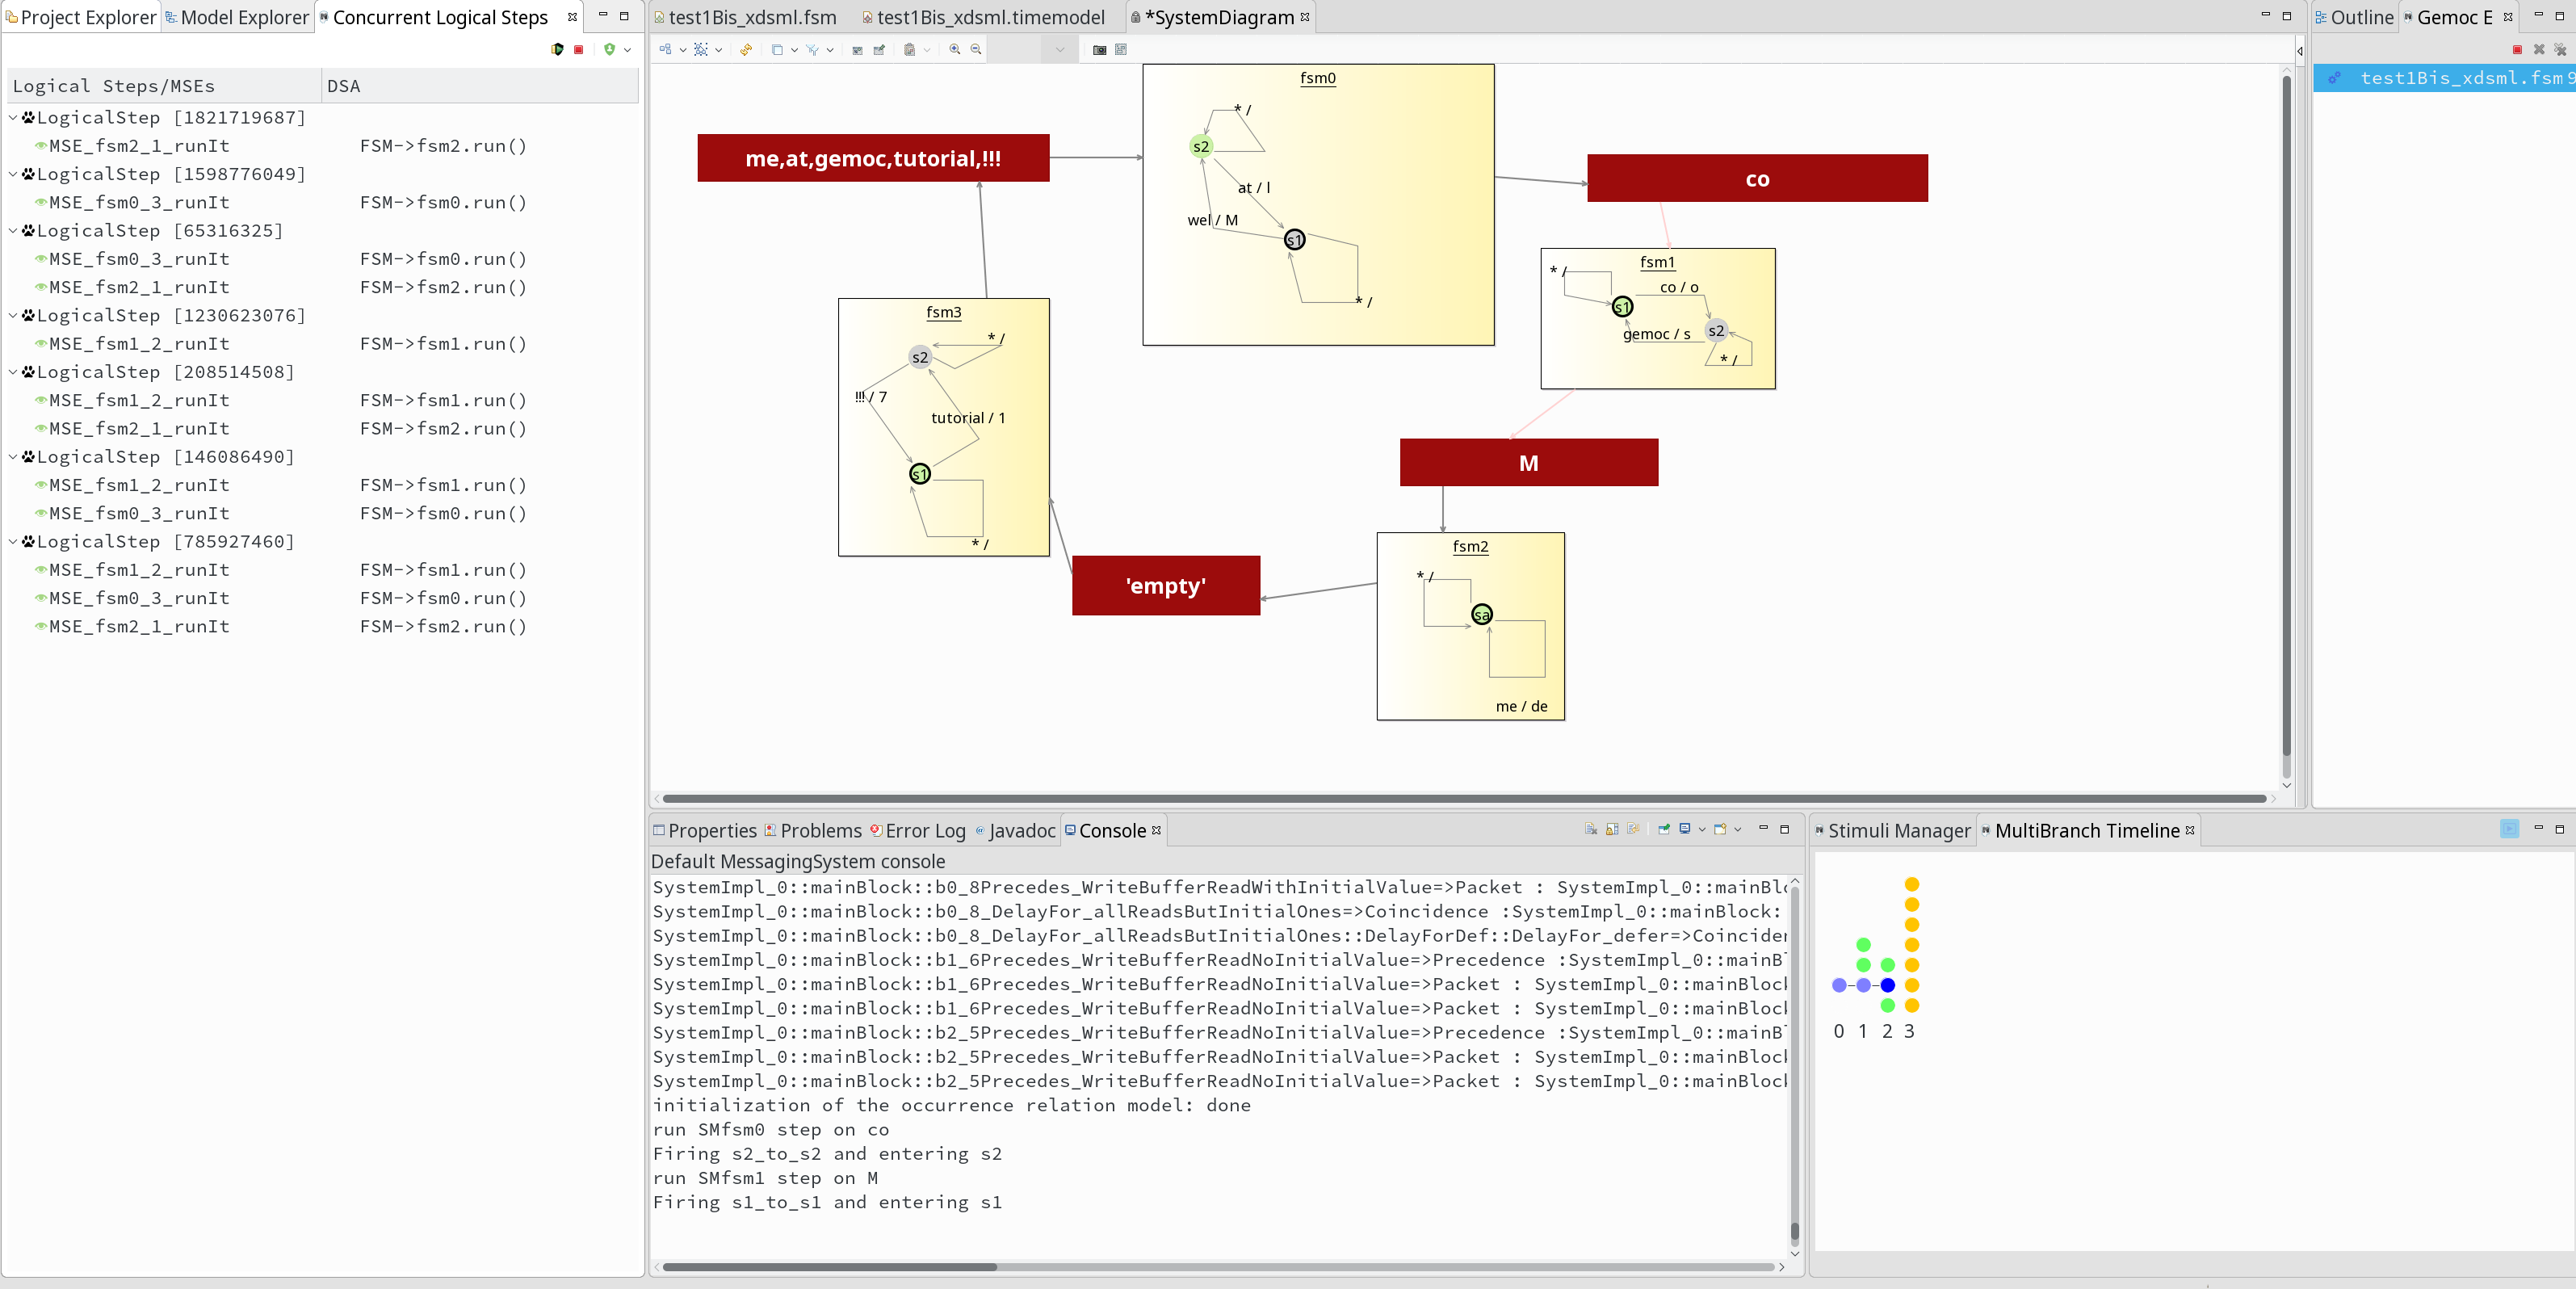 Project Explorer Model Explorer Concurrent Logical Steps
Logical Steps/MSEs DSA
LogicalStep [1821719687]
MSE_fsm2_1_runIt FSM->fsm2.run()
LogicalStep [1598776049]
MSE_fsm0_3_runIt FSM->fsm0.run()
LogicalStep [65316325]
MSE_fsm0_3_runIt FSM->fsm0.run()
MSE_fsm2_1_runIt FSM->fsm2.run()
LogicalStep [1230623076]
MSE_fsm1_2_runIt FSM->fsm1.run()
LogicalStep [208514508]
MSE_fsm1_2_runIt FSM->fsm1.run()
MSE_fsm2_1_runIt FSM->fsm2.run()
LogicalStep [146086490]
MSE_fsm1_2_runIt FSM->fsm1.run()
MSE_fsm0_3_runIt FSM->fsm0.run()
LogicalStep [785927460]
MSE_fsm1_2_runIt FSM->fsm1.run()
MSE_fsm0_3_runIt FSM->fsm0.run()
MSE_fsm2_1_runIt FSM->fsm2.run()
test1Bis_xdsml.fsm test1Bis_xdsml.timemodel *SystemDiagram
me,at,gemoc,tutorial,!!!
fsm0
* /
s2
at / l
wel / M
s1
* /
co
fsm1
* /
co / o
s1
s2
gemoc / s
* /
fsm3
* /
s2
!!! / 7
tutorial / 1
s1
* /
M
fsm2
* /
sa
me / de
'empty'
Outline Gemoc E
test1Bis_xdsml.fsm 9
Properties Problems Error Log Javadoc Console
Default MessagingSystem console
SystemImpl_0::mainBlock::b0_8Precedes_WriteBufferReadWithInitialValue=>Packet : SystemImpl_0::mainBlo
SystemImpl_0::mainBlock::b0_8_DelayFor_allReadsButInitialOnes=>Coincidence :SystemImpl_0::mainBlock:
SystemImpl_0::mainBlock::b0_8_DelayFor_allReadsButInitialOnes::DelayForDef::DelayFor_defer=>Coinciden
SystemImpl_0::mainBlock::b1_6Precedes_WriteBufferReadNoInitialValue=>Precedence :SystemImpl_0::mainBl
SystemImpl_0::mainBlock::b1_6Precedes_WriteBufferReadNoInitialValue=>Packet : SystemImpl_0::mainBlock
SystemImpl_0::mainBlock::b1_6Precedes_WriteBufferReadNoInitialValue=>Packet : SystemImpl_0::mainBlock
SystemImpl_0::mainBlock::b2_5Precedes_WriteBufferReadNoInitialValue=>Precedence :SystemImpl_0::mainBl
SystemImpl_0::mainBlock::b2_5Precedes_WriteBufferReadNoInitialValue=>Packet : SystemImpl_0::mainBlock
SystemImpl_0::mainBlock::b2_5Precedes_WriteBufferReadNoInitialValue=>Packet : SystemImpl_0::mainBlock
initialization of the occurrence relation model: done
run SMfsm0 step on co
Firing s2_to_s2 and entering s2
run SMfsm1 step on M
Firing s1_to_s1 and entering s1
Stimuli Manager MultiBranch Timeline
0 1 2 3